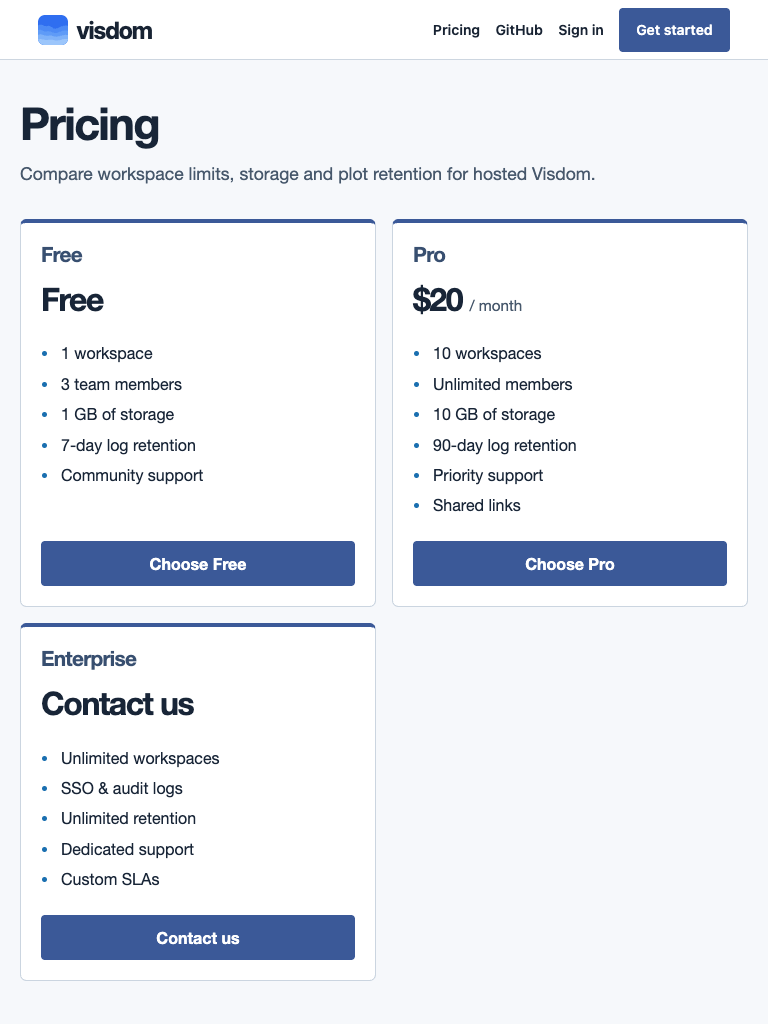 visdom
Pricing
GitHub
Sign in
Get started
Pricing
Compare workspace limits, storage and plot retention for hosted Visdom.
Free
Free
1 workspace
3 team members
1 GB of storage
7-day log retention
Community support
Choose Free
Pro
$20 / month
10 workspaces
Unlimited members
10 GB of storage
90-day log retention
Priority support
Shared links
Choose Pro
Enterprise
Contact us
Unlimited workspaces
SSO & audit logs
Unlimited retention
Dedicated support
Custom SLAs
Contact us